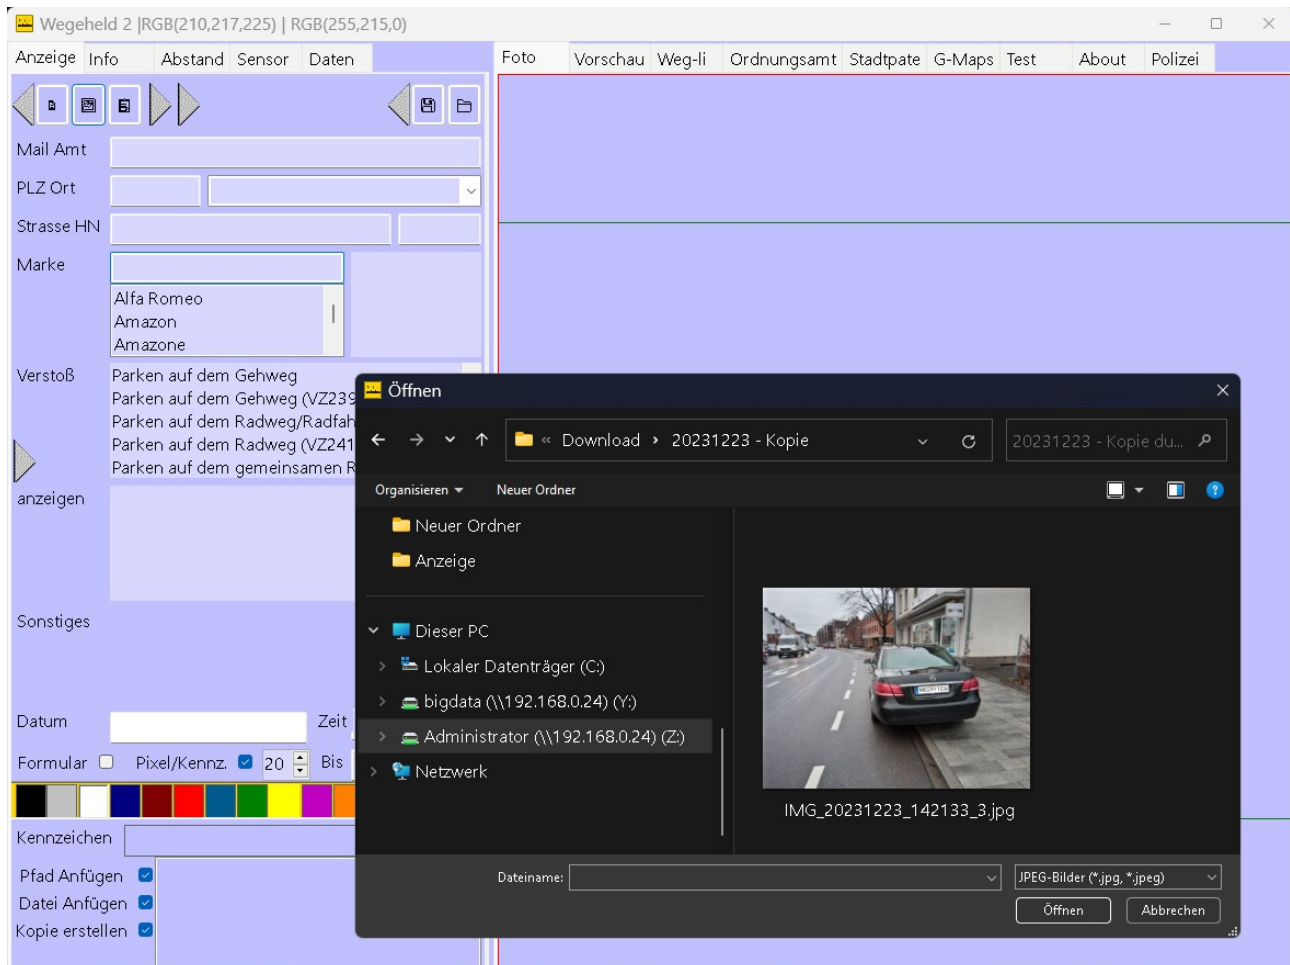 Wegeheld 2 |RGB(210,217,225) | RGB(255,215,0)
Anzeige Info Abstand Sensor Daten
Foto Vorschau Weg-li Ordnungsamt Stadtpate G-Maps Test About Polizei
Mail Amt
PLZ Ort
Strasse HN
Marke
Alfa Romeo
Amazon
Amazone
Verstoß
Parken auf dem Gehweg
Parken auf dem Gehweg (VZ239
Parken auf dem Radweg/Radfah
Parken auf dem Radweg (VZ241
Parken auf dem gemeinsamen R
anzeigen
Sonstiges
Datum Zeit
Formular Pixel/Kennz. 20 Bis
Kennzeichen
Pfad Anfügen
Datei Anfügen
Kopie erstellen
Öffnen
« Download › 20231223 - Kopie
20231223 - Kopie du...
Organisieren Neuer Ordner
Neuer Ordner
Anzeige
Dieser PC
Lokaler Datenträger (C:)
bigdata (\\192.168.0.24) (Y:)
Administrator (\\192.168.0.24) (Z:)
Netzwerk
IMG_20231223_142133_3.jpg
Dateiname:
JPEG-Bilder (*.jpg, *.jpeg)
Öffnen Abbrechen